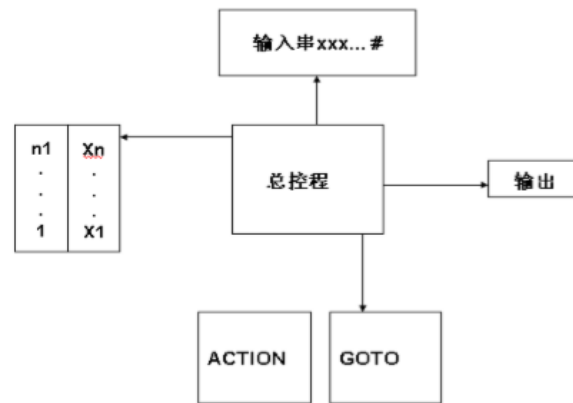 输入串xxx...#
n1 Xn
. .
. .
. .
1 X1
总控程
输出
ACTION GOTO